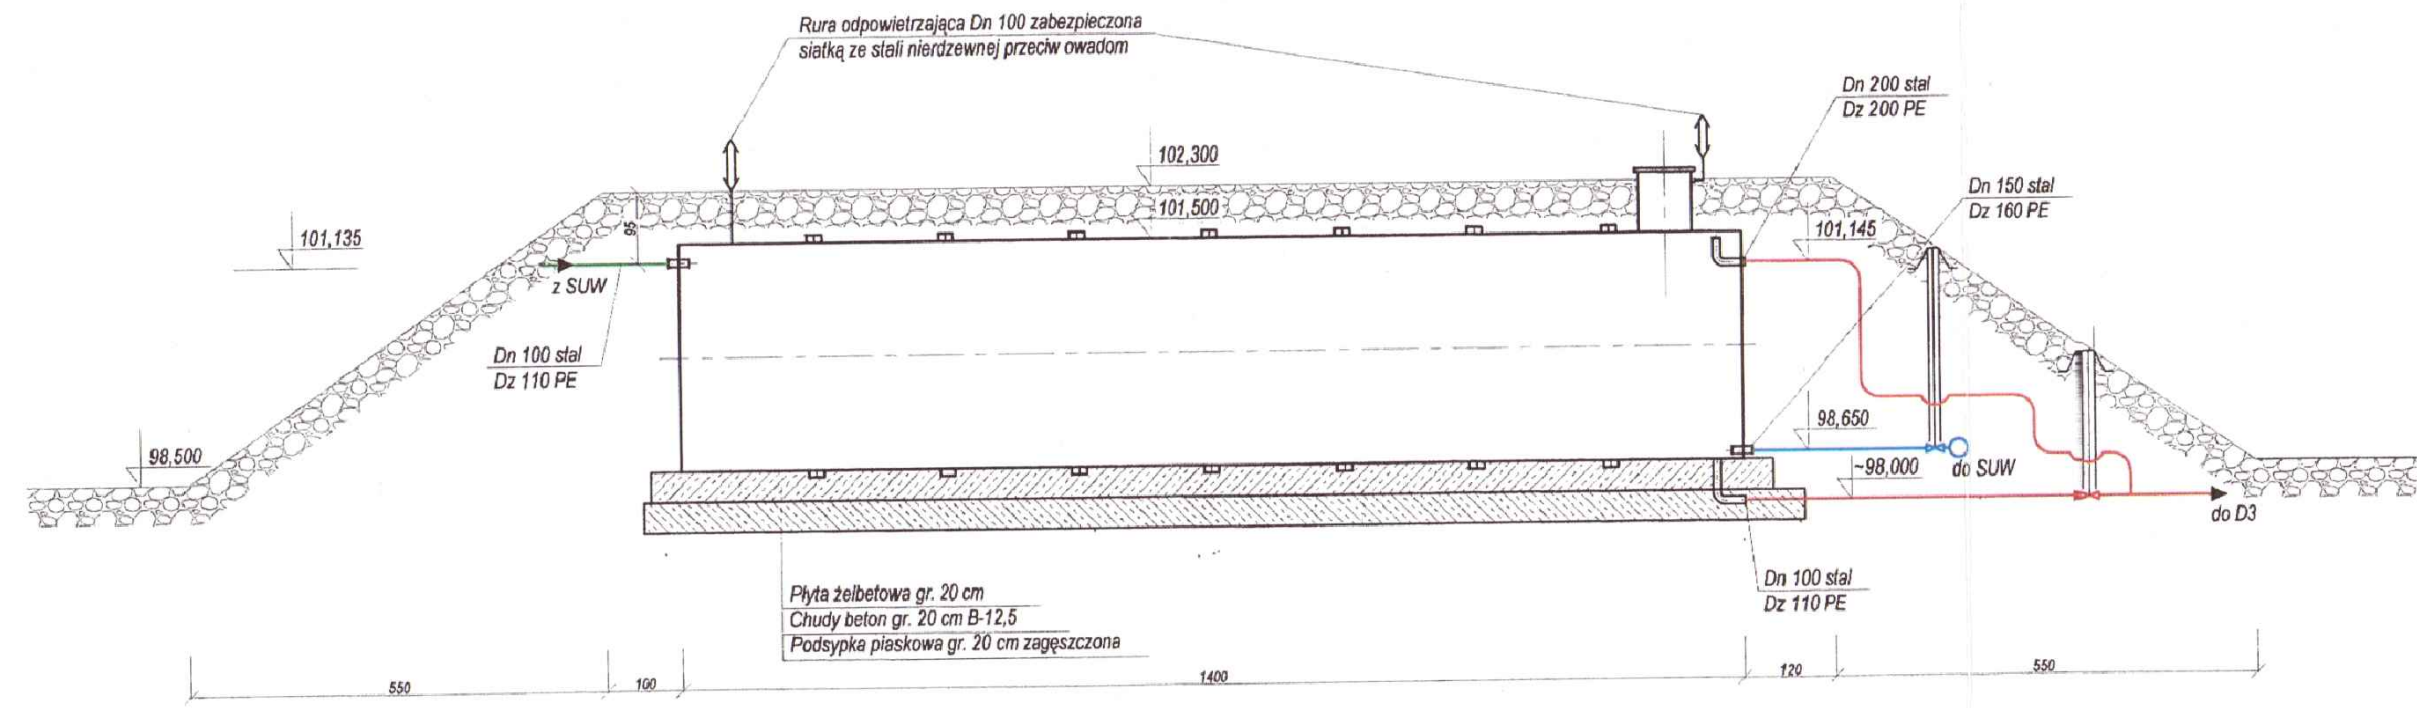 Rura odpowietrzająca Dn 100 zabezpieczona
siatką ze stali nierdzewnej przeciw owadom
Dn 200 stal
Dz 200 PE
102,300
Dn 150 stal
Dz 160 PE
101,500
101,135
95
101,145
z SUW
Dn 100 stal
Dz 110 PE
98,650
98,500
~98,000
do SUW
do D3
Dn 100 stal
Dz 110 PE
Płyta żelbetowa gr. 20 cm
Chudy beton gr. 20 cm B-12,5
Podsypka piaskowa gr. 20 cm zagęszczona
550
100
1400
120
550